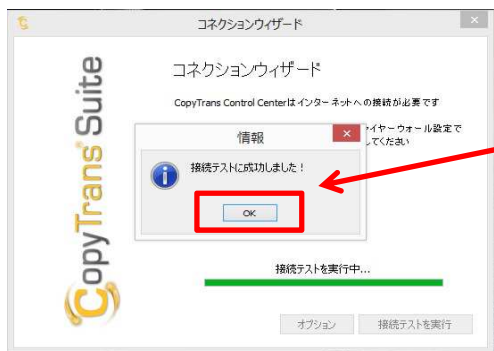 コネクションウィザード
CopyTrans Suite
コネクションウィザード
CopyTrans Control Centerはインターネットへの接続が必要です
イヤーウォール設定で
してください
情報
接続テストに成功しました！
OK
接続テストを実行中...
オプション
接続テストを実行